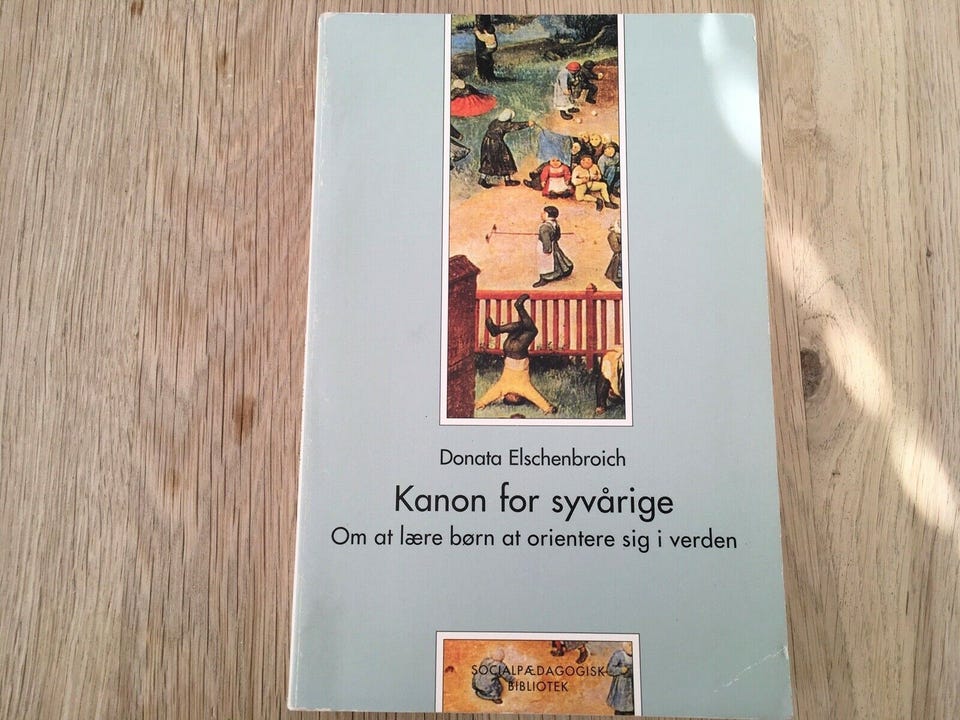 Donata Elschenbroich
Kanon for syvårige
Om at lære børn at orientere sig i verden
SOCIALPÆDAGOGISK
BIBLIOTEK